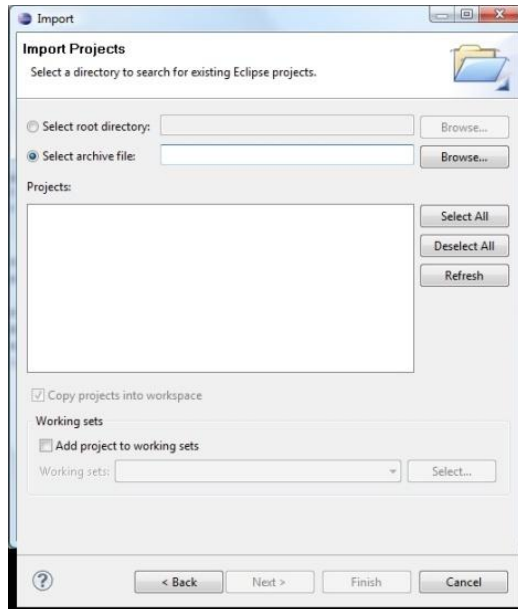 Import
Import Projects
Select a directory to search for existing Eclipse projects.
Select root directory:
Browse...
Select archive file:
Browse...
Projects:
Select All
Deselect All
Refresh
Copy projects into workspace
Working sets
Add project to working sets
Working sets:
Select...
?
< Back
Next >
Finish
Cancel